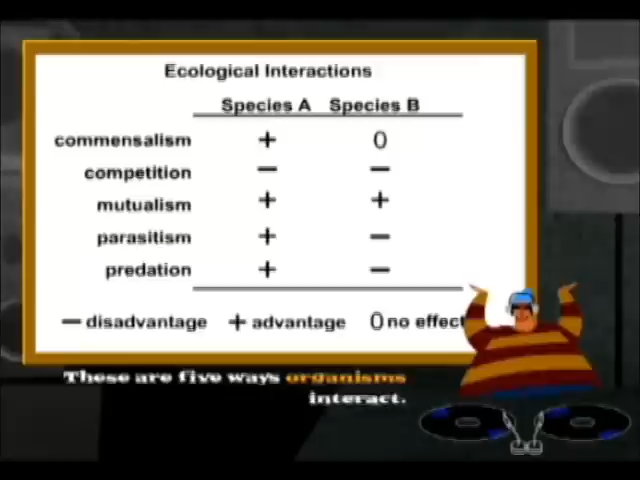 Ecological Interactions
Species A Species B
commensalism + 0
competition − −
mutualism + +
parasitism + −
predation + −
− disadvantage + advantage 0 no effect
These are five ways organisms
interact.